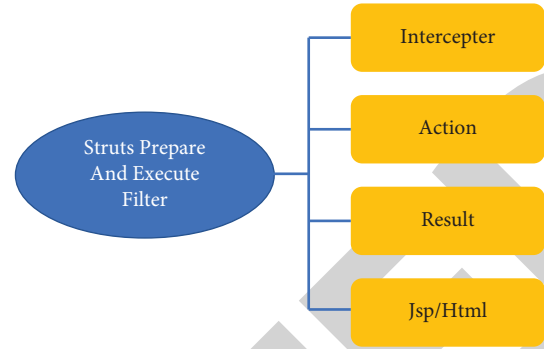 Struts Prepare
And Execute
Filter
Intercepter
Action
Result
Jsp/Html